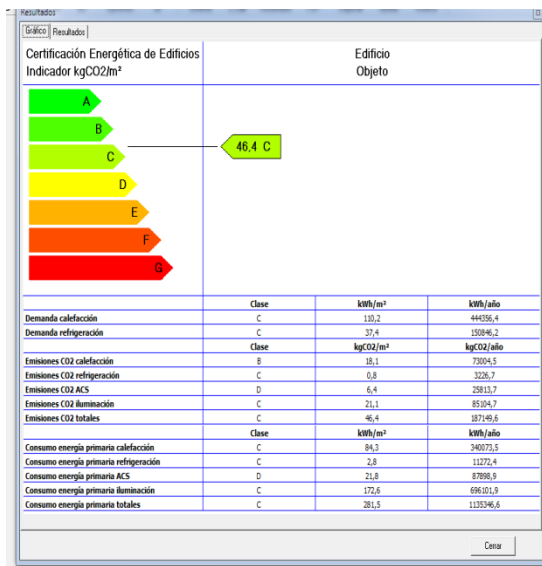 Resultados
Gráfico Resultados
Certificación Energética de Edificios Edificio
Indicador kgCO2/m² Objeto
A
B
46,4 C
C
D
E
F
G
Clase kWh/m² kWh/año
Demanda calefacción C 110,2 444356,4
Demanda refrigeración C 37,4 150846,2
Clase kgCO2/m² kgCO2/año
Emisiones CO2 calefacción B 18,1 73004,5
Emisiones CO2 refrigeración C 0,8 3226,7
Emisiones CO2 ACS D 6,4 25813,7
Emisiones CO2 iluminación C 21,1 85104,7
Emisiones CO2 totales C 46,4 187149,6
Clase kWh/m² kWh/año
Consumo energía primaria calefacción C 84,3 340073,5
Consumo energía primaria refrigeración C 2,8 11272,4
Consumo energía primaria ACS D 21,8 87898,9
Consumo energía primaria iluminación C 172,6 696101,9
Consumo energía primaria totales C 281,5 1135346,6
Cerrar